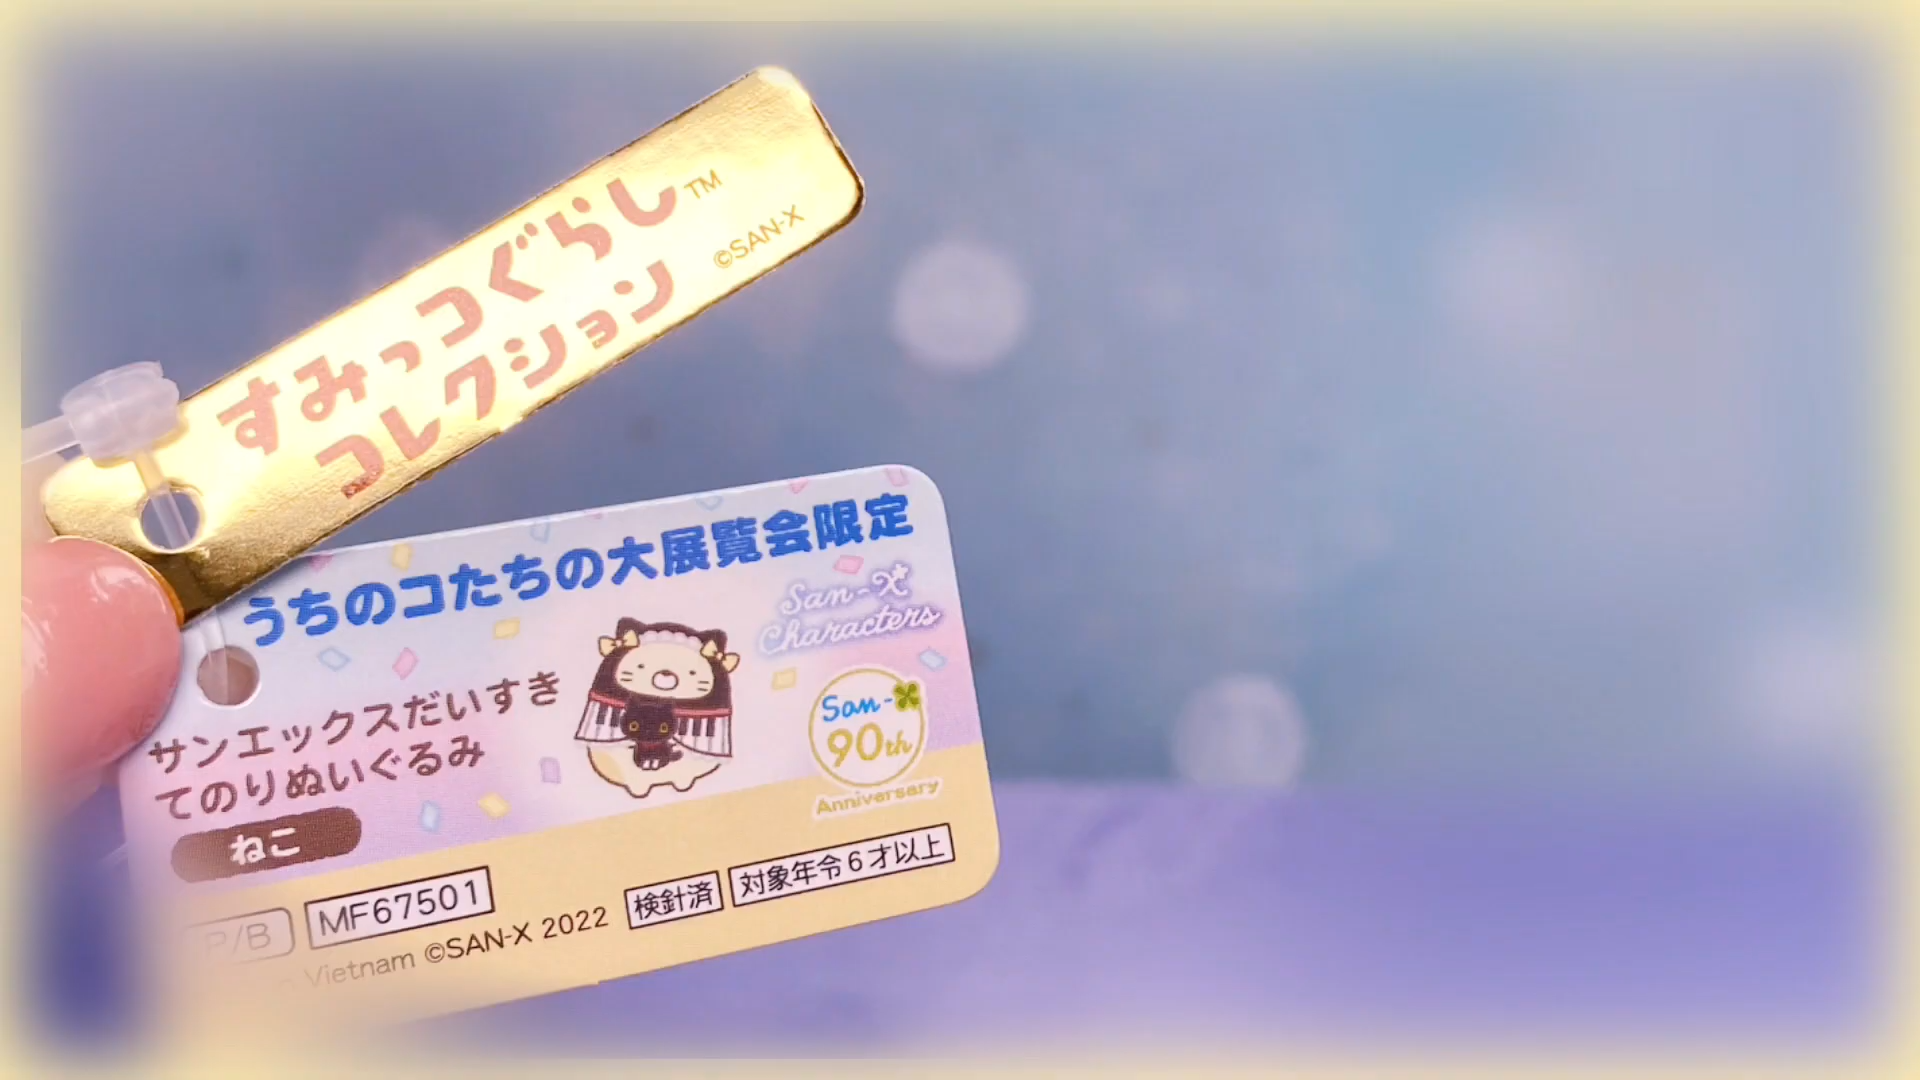 すみっコぐらし™
コレクション
©SAN-X
うちのコたちの大展覧会限定
San-X
Characters
サンエックスだいすき
てのりぬいぐるみ
ねこ
San-
90th
Anniversary
P/B
MF67501
検針済
対象年令6才以上
Vietnam ©SAN-X 2022